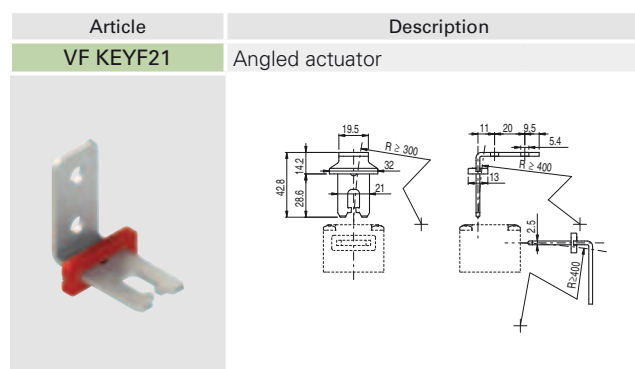 Article Description
VF KEYF21 Angled actuator
19.5
R ≥ 300
14.2
32
42.8
28.6
21
11 20 9,5
5.4
R ≥ 400
13
2.5
R≥400